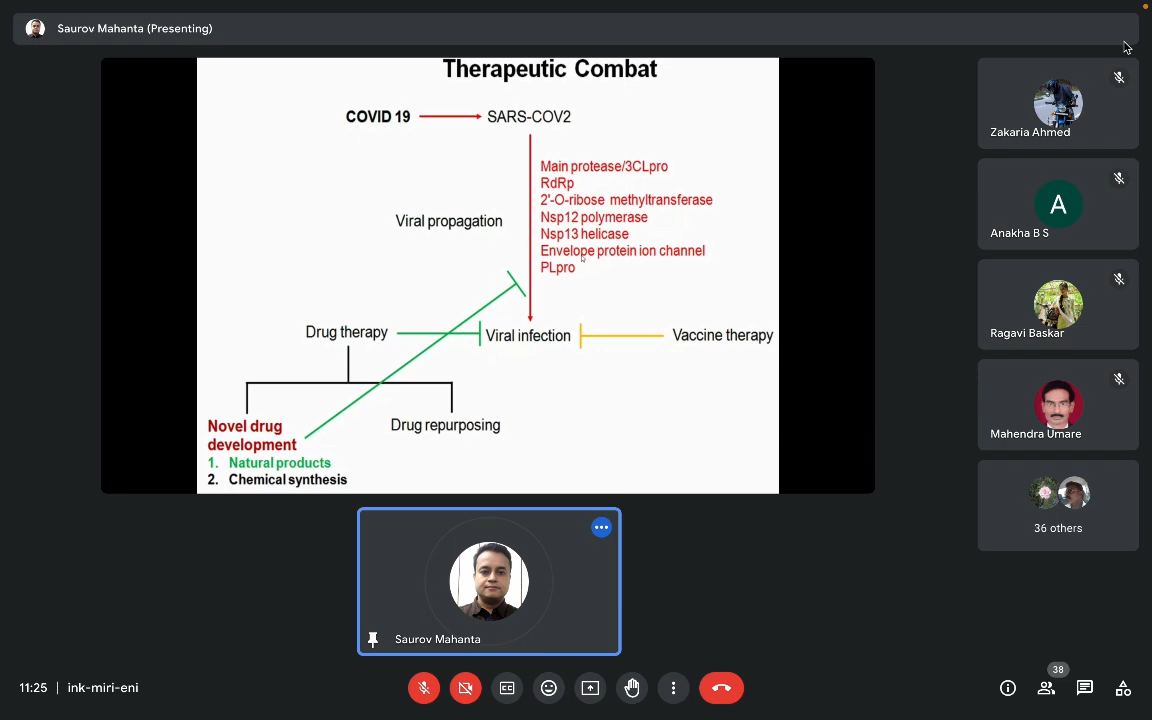 Saurov Mahanta (Presenting)
Therapeutic Combat
COVID 19
SARS-COV2
Main protease/3CLpro
RdRp
2'-O-ribose methyltransferase
Viral propagation
Nsp12 polymerase
Nsp13 helicase
Envelope protein ion channel
PLpro
Drug therapy
Viral infection
Vaccine therapy
Novel drug
development
Drug repurposing
1. Natural products
2. Chemical synthesis
Zakaria Ahmed
A
Anakha B S
Ragavi Baskar
Mahendra Umare
36 others
Saurov Mahanta
11:25 | ink-miri-eni
CC
38